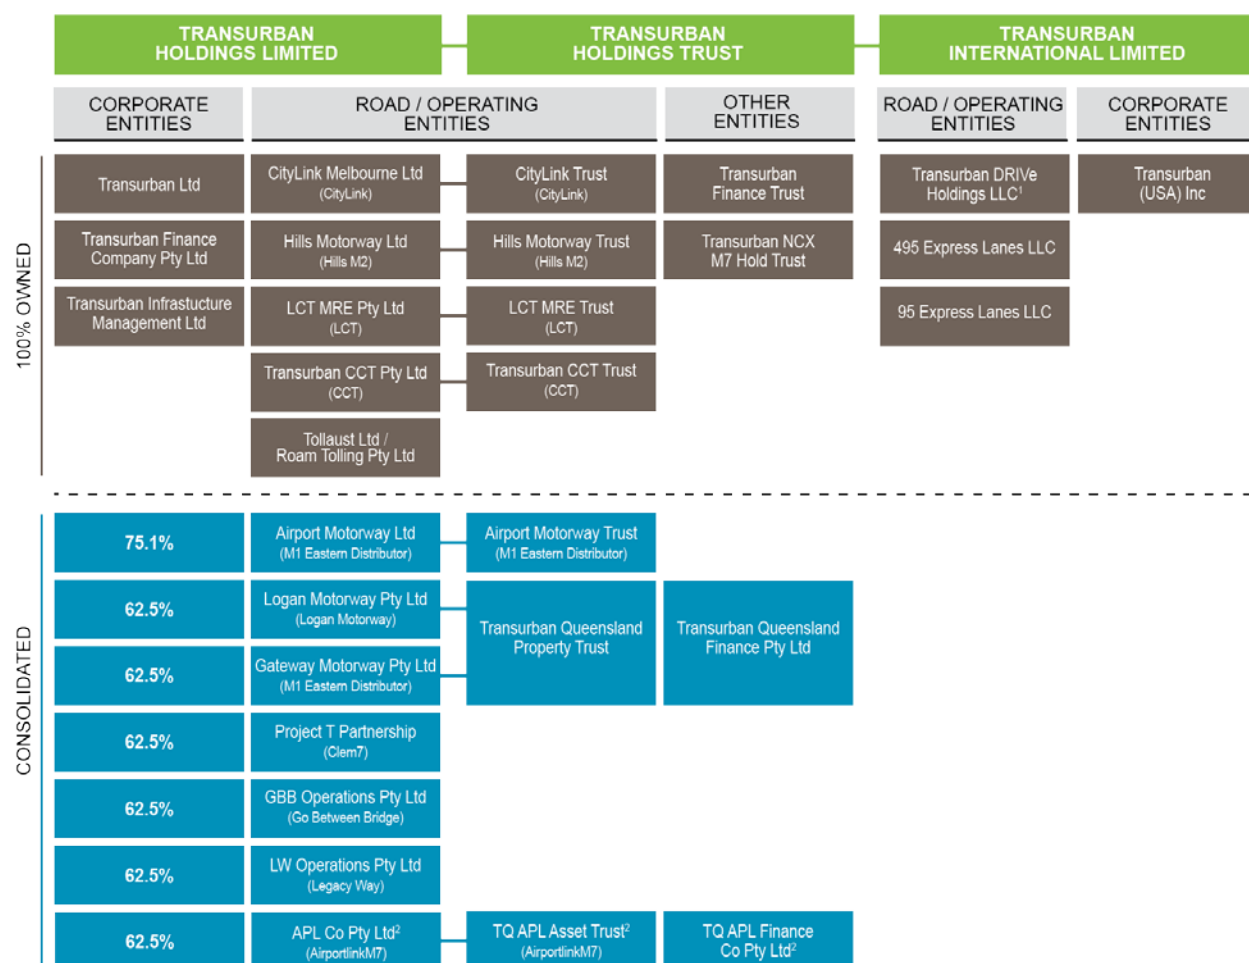 TRANSURBAN
HOLDINGS LIMITED
TRANSURBAN
HOLDINGS TRUST
TRANSURBAN
INTERNATIONAL LIMITED
CORPORATE
ENTITIES
ROAD / OPERATING
ENTITIES
OTHER
ENTITIES
ROAD / OPERATING
ENTITIES
CORPORATE
ENTITIES
100% OWNED
Transurban Ltd
CityLink Melbourne Ltd
(CityLink)
CityLink Trust
(CityLink)
Transurban
Finance Trust
Transurban DRIVe
Holdings LLC¹
Transurban
(USA) Inc
Transurban Finance
Company Pty Ltd
Hills Motorway Ltd
(Hills M2)
Hills Motorway Trust
(Hills M2)
Transurban NCX
M7 Hold Trust
495 Express Lanes LLC
Transurban Infrastucture
Management Ltd
LCT MRE Pty Ltd
(LCT)
LCT MRE Trust
(LCT)
95 Express Lanes LLC
Transurban CCT Pty Ltd
(CCT)
Transurban CCT Trust
(CCT)
Tollaust Ltd /
Roam Tolling Pty Ltd
CONSOLIDATED
75.1%
Airport Motorway Ltd
(M1 Eastern Distributor)
Airport Motorway Trust
(M1 Eastern Distributor)
62.5%
Logan Motorway Pty Ltd
(Logan Motorway)
Transurban Queensland
Property Trust
Transurban Queensland
Finance Pty Ltd
62.5%
Gateway Motorway Pty Ltd
(M1 Eastern Distributor)
62.5%
Project T Partnership
(Clem7)
62.5%
GBB Operations Pty Ltd
(Go Between Bridge)
62.5%
LW Operations Pty Ltd
(Legacy Way)
62.5%
APL Co Pty Ltd²
(AirportlinkM7)
TQ APL Asset Trust²
(AirportlinkM7)
TQ APL Finance
Co Pty Ltd²